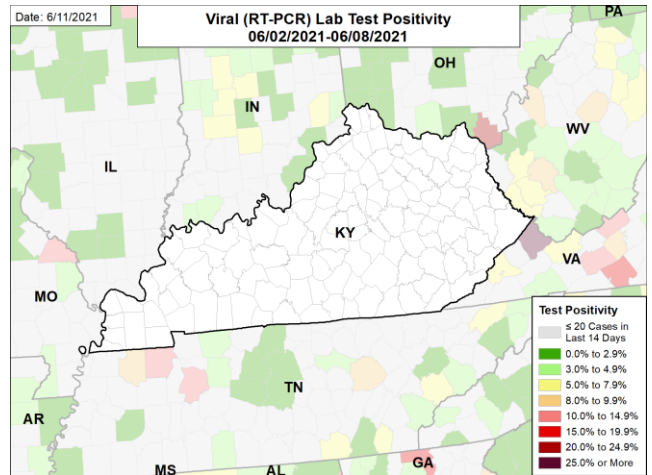 Date: 6/11/2021
Viral (RT-PCR) Lab Test Positivity
06/02/2021-06/08/2021
PA
OH
IN
WV
IL
KY
VA
MO
TN
AR
MS
AL
GA
Test Positivity
≤ 20 Cases in
Last 14 Days
0.0% to 2.9%
3.0% to 4.9%
5.0% to 7.9%
8.0% to 9.9%
10.0% to 14.9%
15.0% to 19.9%
20.0% to 24.9%
25.0% or More